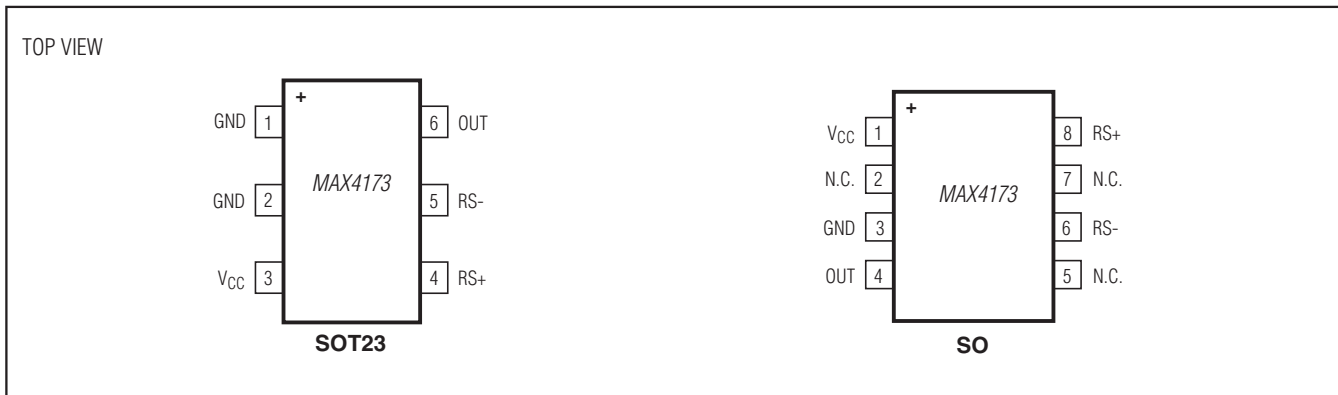 TOP VIEW
+
GND 1 6 OUT
MAX4173
GND 2 5 RS-
VCC 3 4 RS+
SOT23
+
VCC 1 8 RS+
N.C. 2 7 N.C.
MAX4173
GND 3 6 RS-
OUT 4 5 N.C.
SO